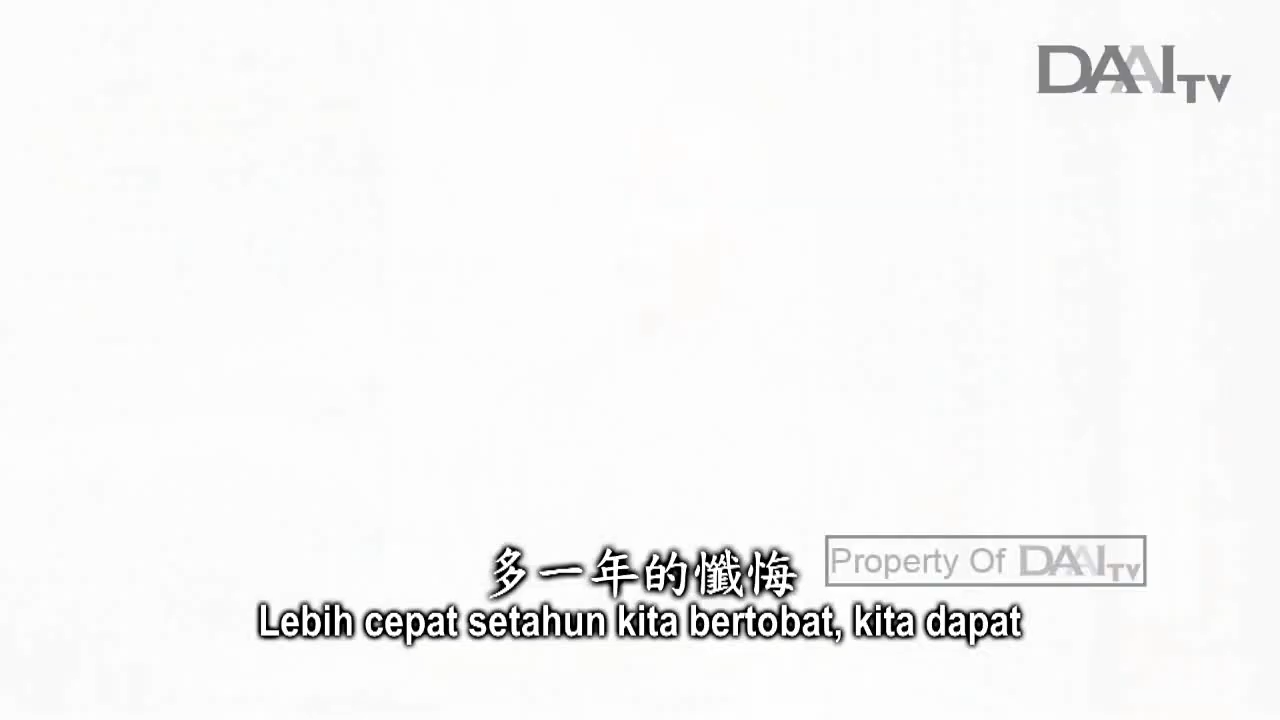 DAAI TV
多一年的懺悔
Property Of DAAI TV
Lebih cepat setahun kita bertobat, kita dapat